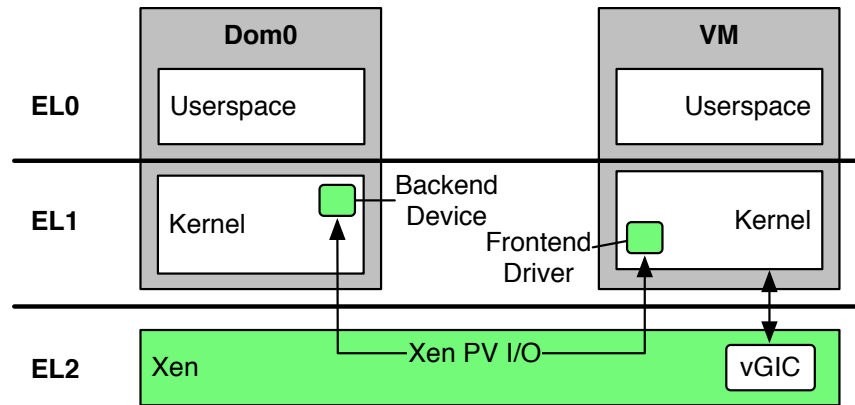 Dom0
VM
EL0
Userspace
Userspace
EL1
Kernel
Backend
Device
Frontend
Driver
Kernel
EL2
Xen
Xen PV I/O
vGIC